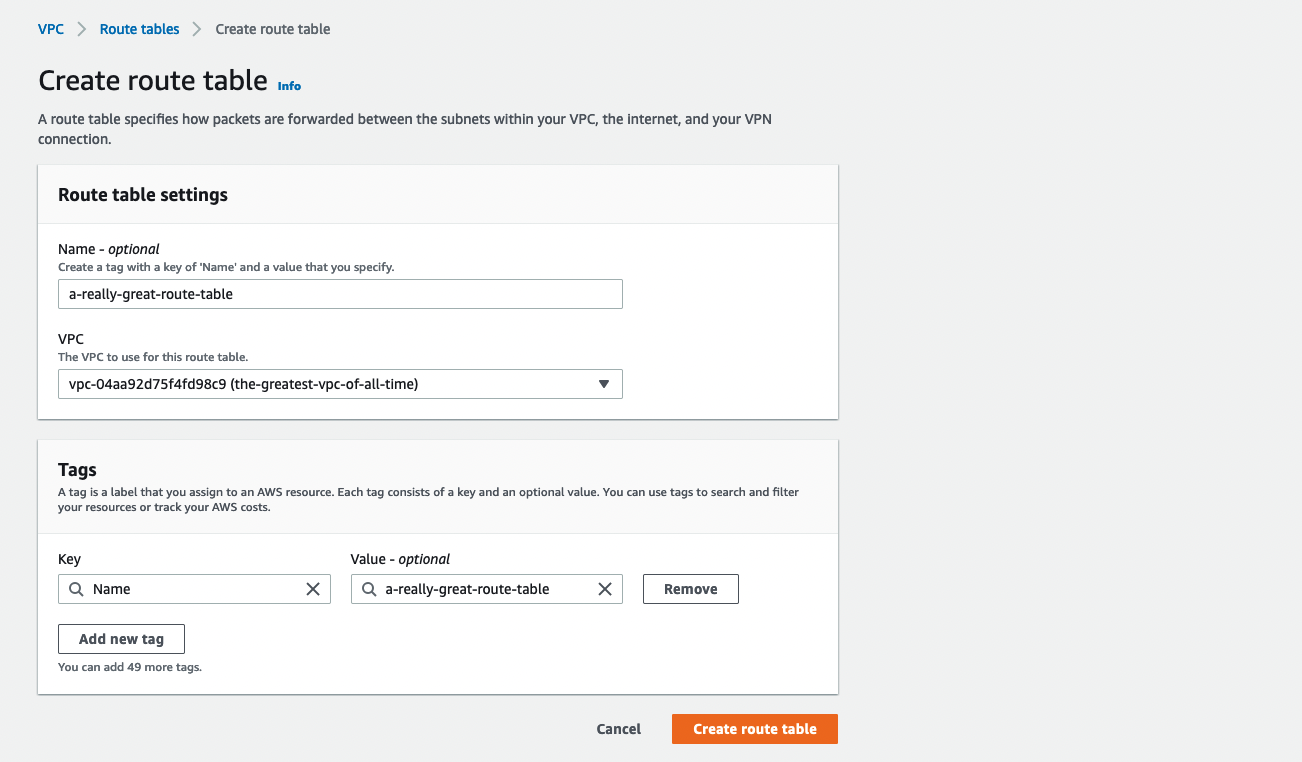 VPC > Route tables > Create route table
Create route table Info
A route table specifies how packets are forwarded between the subnets within your VPC, the internet, and your VPN
connection.
Route table settings
Name - optional
Create a tag with a key of 'Name' and a value that you specify.
a-really-great-route-table
VPC
The VPC to use for this route table.
vpc-04aa92d75f4fd98c9 (the-greatest-vpc-of-all-time)
Tags
A tag is a label that you assign to an AWS resource. Each tag consists of a key and an optional value. You can use tags to search and filter
your resources or track your AWS costs.
Key Value - optional
Name a-really-great-route-table Remove
Add new tag
You can add 49 more tags.
Cancel Create route table